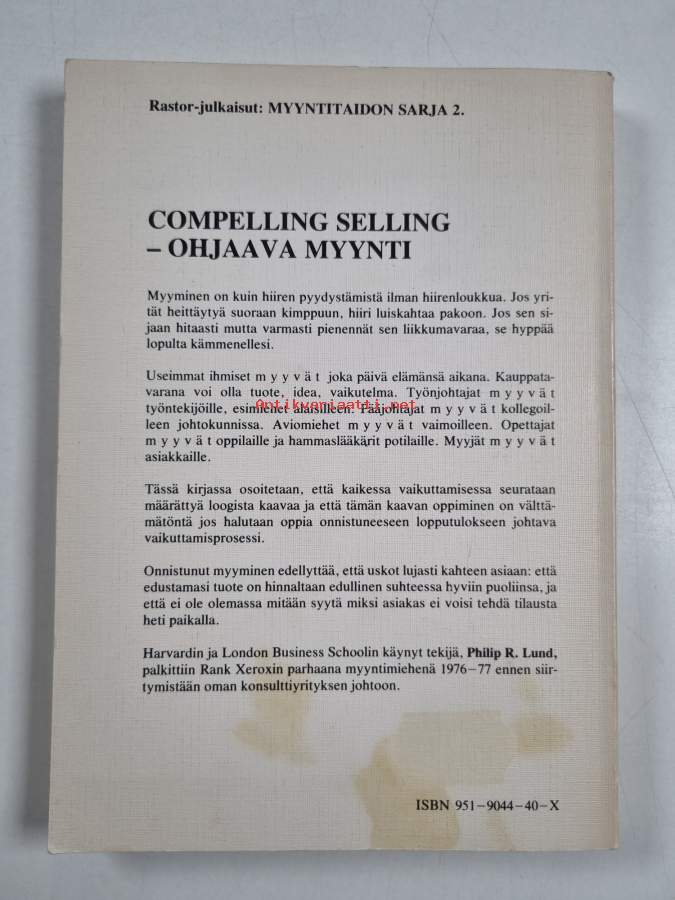 Rastor-julkaisut: MYYNTITAIDON SARJA 2.
COMPELLING SELLING
– OHJAAVA MYYNTI
Myyminen on kuin hiiren pyydystämistä ilman hiirenloukkua. Jos yri-
tät heittäytyä suoraan kimppuun, hiiri luiskahtaa pakoon. Jos sen si-
jaan hitaasti mutta varmasti pienennät sen liikkumavaraa, se hyppää
lopulta kämmenellesi.
Useimmat ihmiset m y y v ä t joka päivä elämänsä aikana. Kauppata-
varana voi olla tuote, idea, vaikutelma. Työnjohtajat m y y v ä t
työntekijöille, esimiehet alaisilleen. Pääjohtajat m y y v ä t kollegoil-
Antikvariaatti.net
leen johtokunnissa. Aviomiehet m y y v ä t vaimoilleen. Opettajat
m y y v ä t oppilaille ja hammaslääkärit potilaille. Myyjät m y y v ä t
asiakkaille.
Tässä kirjassa osoitetaan, että kaikessa vaikuttamisessa seurataan
määrättyä loogista kaavaa ja että tämän kaavan oppiminen on välttä-
mätöntä jos halutaan oppia onnistuneeseen lopputulokseen johtava
vaikuttamisprosessi.
Onnistunut myyminen edellyttää, että uskot lujasti kahteen asiaan: että
edustamasi tuote on hinnaltaan edullinen suhteessa hyviin puoliinsa, ja
että ei ole olemassa mitään syytä miksi asiakas ei voisi tehdä tilausta
heti paikalla.
Harvardin ja London Business Schoolin käynyt tekijä, Philip R. Lund,
palkittiin Rank Xeroxin parhaana myyntimiehenä 1976–77 ennen siir-
tymistään oman konsulttiyrityksen johtoon.
ISBN 951–9044–40–X